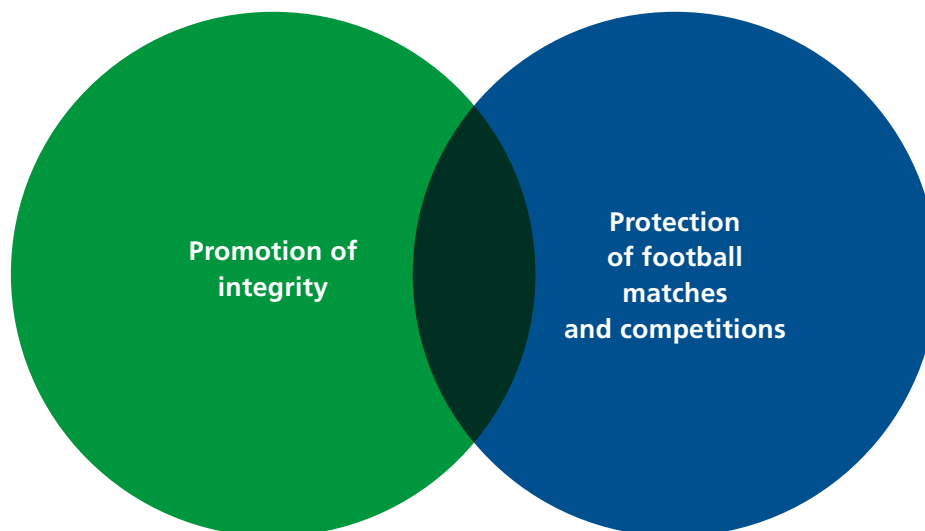 Promotion of
integrity
Protection
of football
matches
and competitions